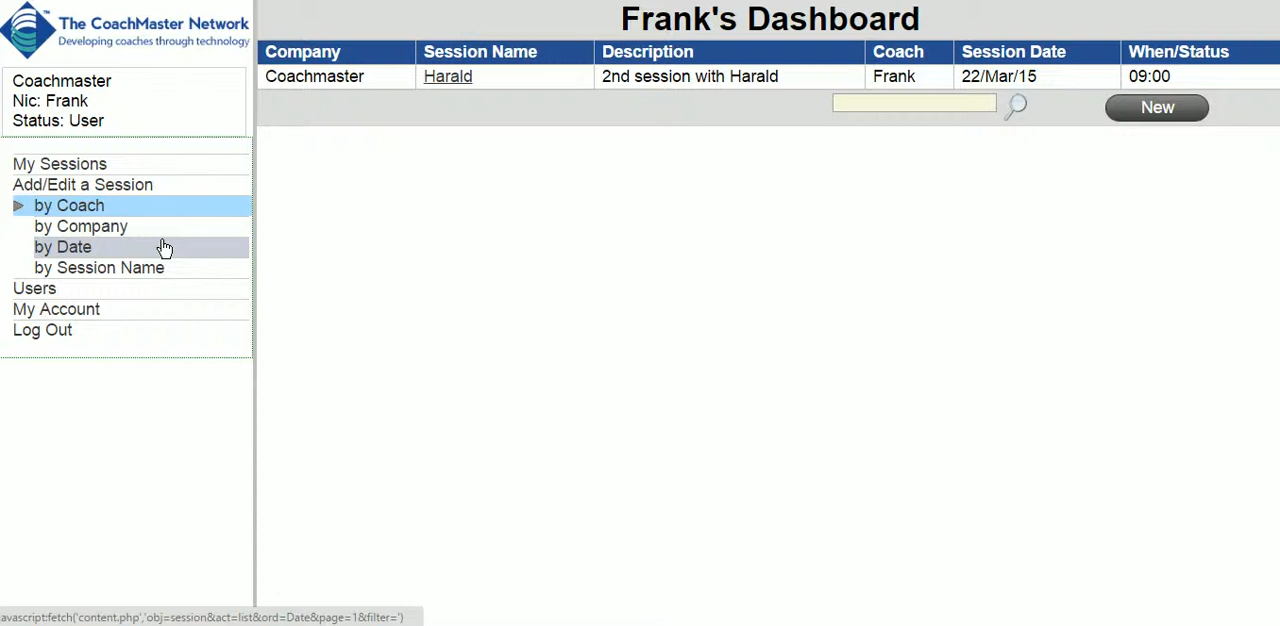 The CoachMaster Network
™
Developing coaches through technology
Coachmaster
Nic: Frank
Status: User
My Sessions
Add/Edit a Session
by Coach
by Company
by Date
by Session Name
Users
My Account
Log Out
Frank's Dashboard
Company Session Name Description Coach Session Date When/Status
Coachmaster Harald 2nd session with Harald Frank 22/Mar/15 09:00
New
avascript:fetch('content.php','obj=session&act=list&ord=Date&page=1&filter=')